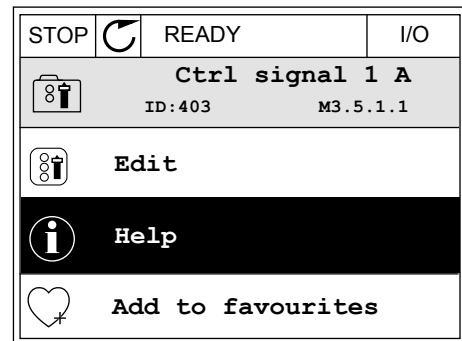 STOP READY I/O
Ctrl signal 1 A
ID:403 M3.5.1.1
Edit
Help
Add to favourites